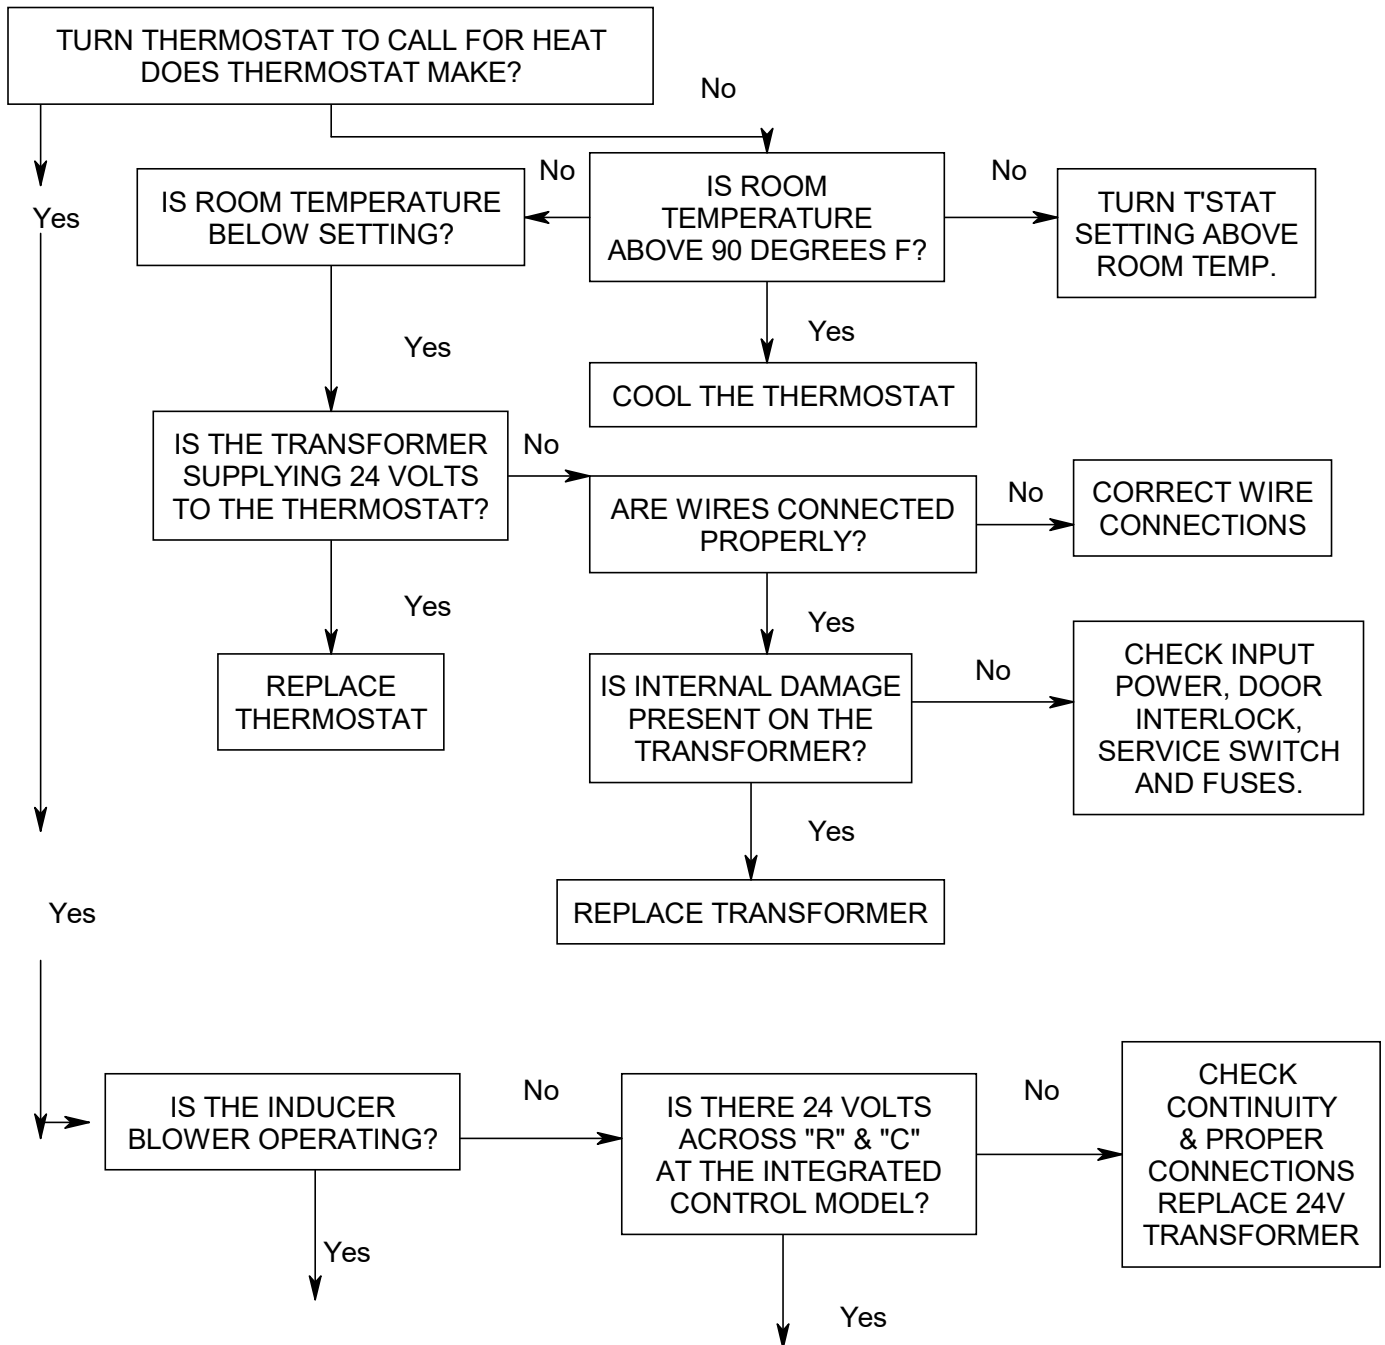 TURN THERMOSTAT TO CALL FOR HEAT
DOES THERMOSTAT MAKE?
No
Yes
IS ROOM TEMPERATURE
BELOW SETTING?
No
IS ROOM
TEMPERATURE
ABOVE 90 DEGREES F?
No
TURN T'STAT
SETTING ABOVE
ROOM TEMP.
Yes
Yes
COOL THE THERMOSTAT
IS THE TRANSFORMER
SUPPLYING 24 VOLTS
TO THE THERMOSTAT?
No
ARE WIRES CONNECTED
PROPERLY?
No
CORRECT WIRE
CONNECTIONS
Yes
Yes
REPLACE
THERMOSTAT
IS INTERNAL DAMAGE
PRESENT ON THE
TRANSFORMER?
No
CHECK INPUT
POWER, DOOR
INTERLOCK,
SERVICE SWITCH
AND FUSES.
Yes
REPLACE TRANSFORMER
Yes
IS THE INDUCER
BLOWER OPERATING?
No
IS THERE 24 VOLTS
ACROSS "R" & "C"
AT THE INTEGRATED
CONTROL MODEL?
No
CHECK
CONTINUITY
& PROPER
CONNECTIONS
REPLACE 24V
TRANSFORMER
Yes
Yes